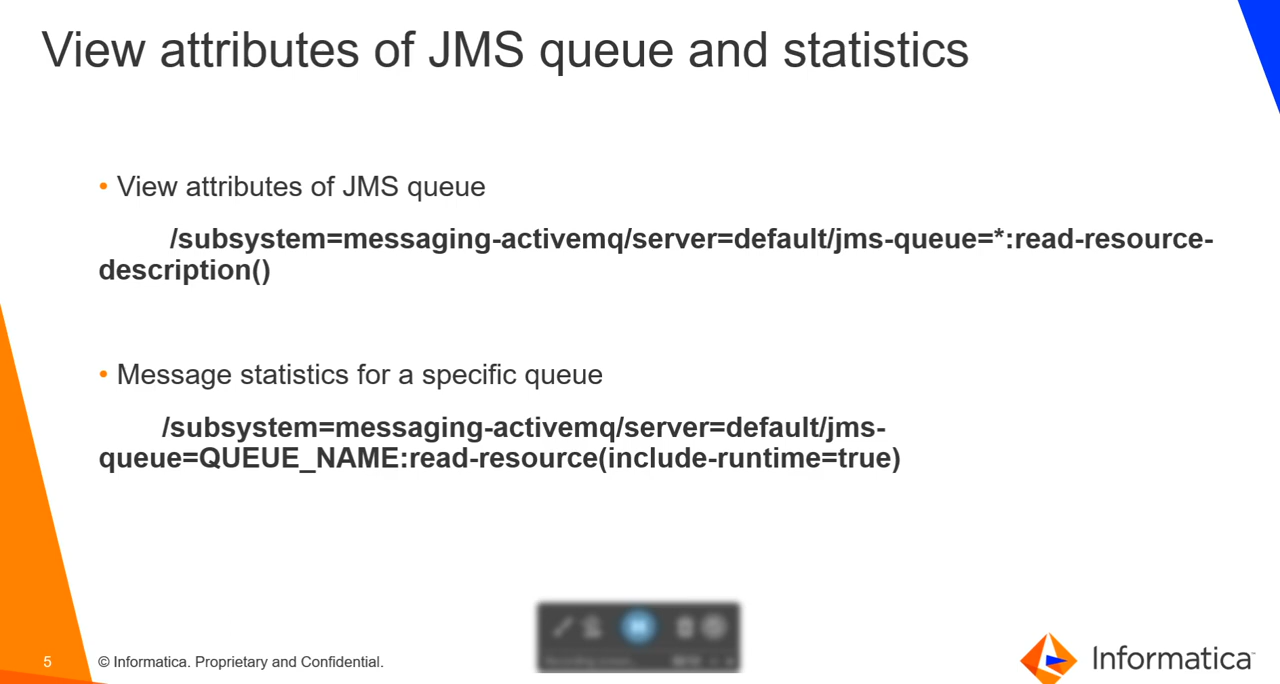 View attributes of JMS queue and statistics
• View attributes of JMS queue
/subsystem=messaging-activemq/server=default/jms-queue=*:read-resource-
description()
• Message statistics for a specific queue
/subsystem=messaging-activemq/server=default/jms-
queue=QUEUE_NAME:read-resource(include-runtime=true)
5
© Informatica. Proprietary and Confidential.
Informatica